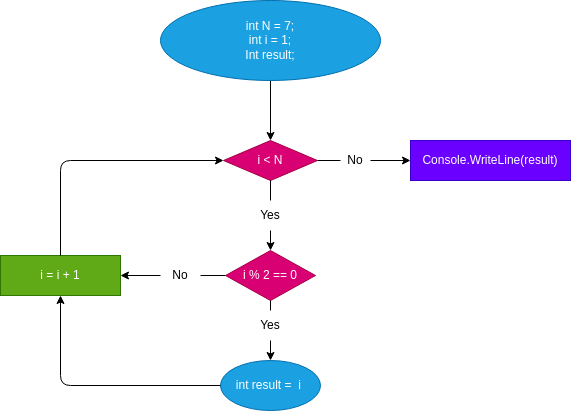 int N = 7;
int i = 1;
Int result;
i < N
No
Console.WriteLine(result)
Yes
i = i + 1
No
i % 2 == 0
Yes
int result = i